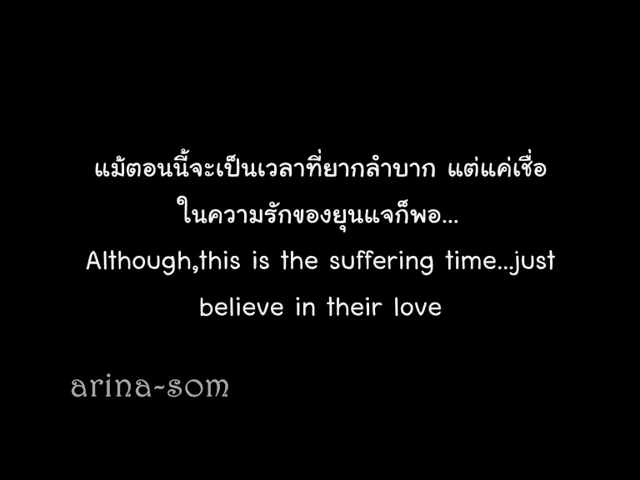 แม้ตอนนี้จะเป็นเวลาที่ยากลำบาก แต่แค่เชื่อ
ในความรักของยุนแจก็พอ...
Although,this is the suffering time...just
believe in their love
arina-som